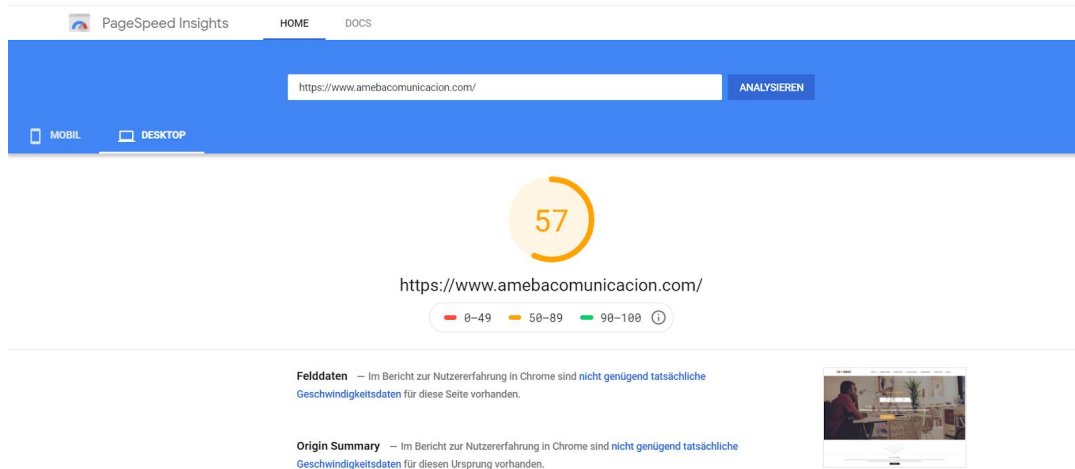 PageSpeed Insights HOME DOCS
https://www.amebacomunicacion.com/ ANALYSIEREN
MOBIL DESKTOP
57
https://www.amebacomunicacion.com/
0–49 50–89 90–100
Felddaten — Im Bericht zur Nutzererfahrung in Chrome sind nicht genügend tatsächliche
Geschwindigkeitsdaten für diese Seite vorhanden.
Origin Summary — Im Bericht zur Nutzererfahrung in Chrome sind nicht genügend tatsächliche
Geschwindigkeitsdaten für diesen Ursprung vorhanden.